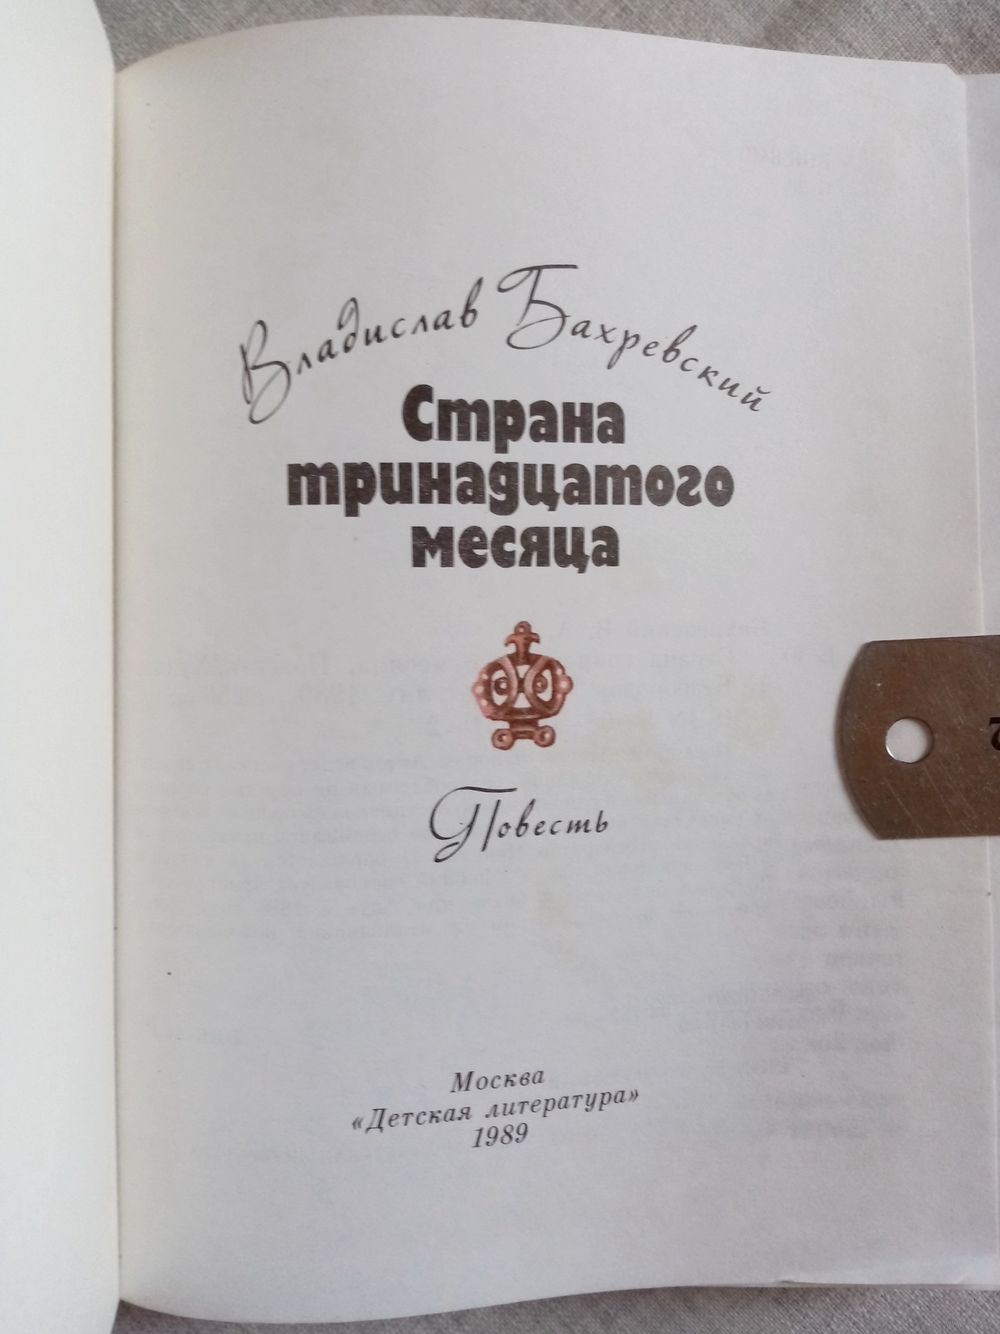 Владислав Бахревский
Страна
тринадцатого
месяца
Повесть
Москва
«Детская литература»
1989